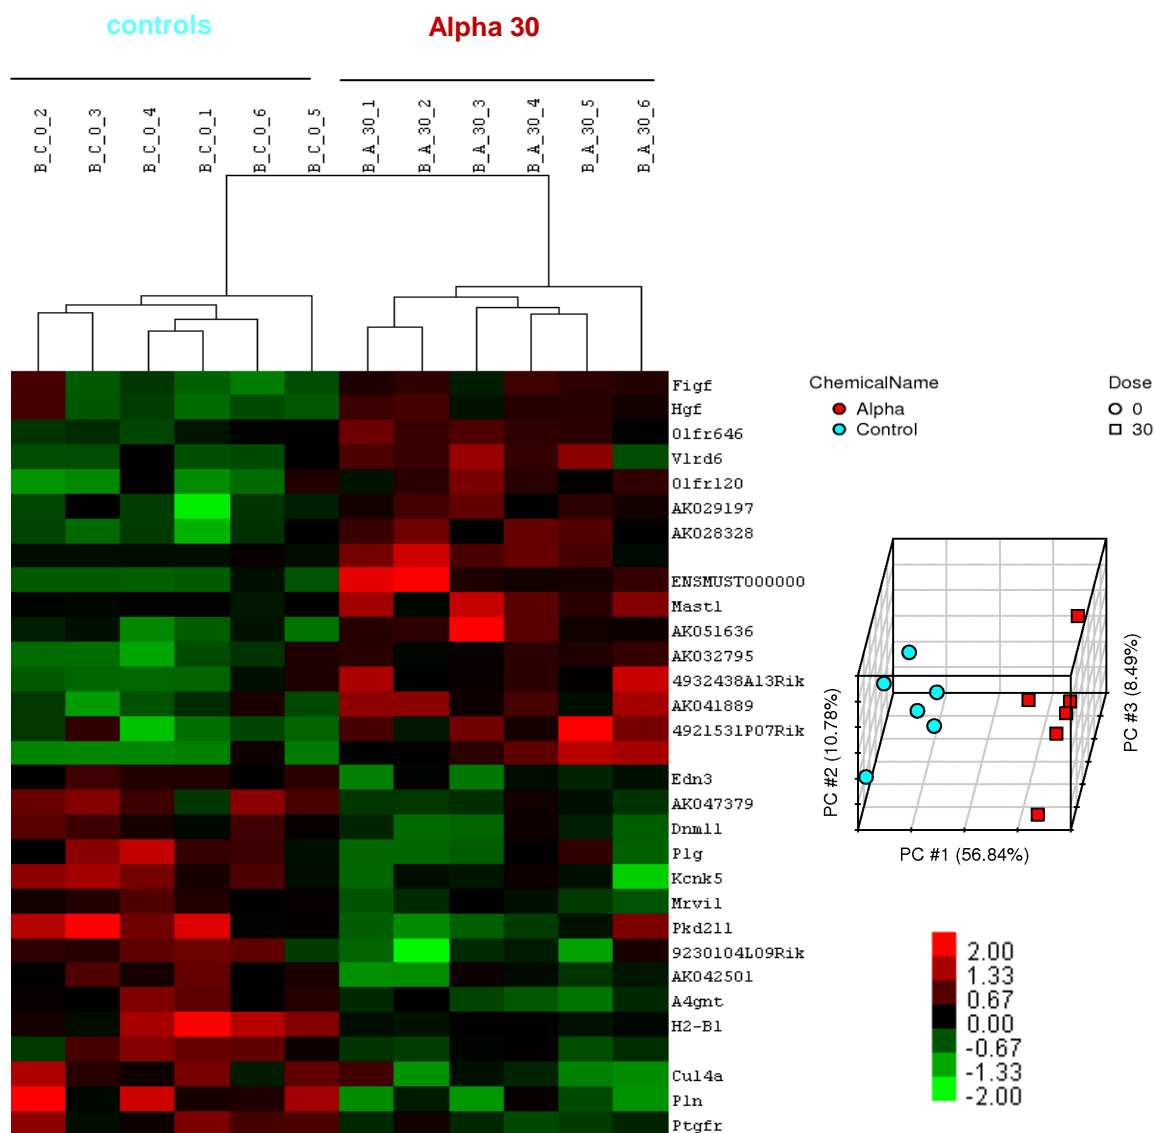 controls
Alpha 30
B_C_0_2
B_C_0_3
B_C_0_4
B_C_0_1
B_C_0_6
B_C_0_5
B_A_30_1
B_A_30_2
B_A_30_3
B_A_30_4
B_A_30_5
B_A_30_6
Figf
Hgf
Olfr646
Vlrd6
Olfr120
AK029197
AK028328
ENSMUST000000
Mastl
AK051636
AK032795
4932438A13Rik
AK041889
4921531P07Rik
Edn3
AK047379
Dnm1l
Plg
Kcnk5
Mrvi1
Pkd2l1
9230104L09Rik
AK042501
A4gnt
H2-Bl
Cul4a
Pln
Ptgfr
ChemicalName
Alpha
Control
Dose
0
30
PC #2 (10.78%)
PC #3 (8.49%)
PC #1 (56.84%)
2.00
1.33
0.67
0.00
-0.67
-1.33
-2.00